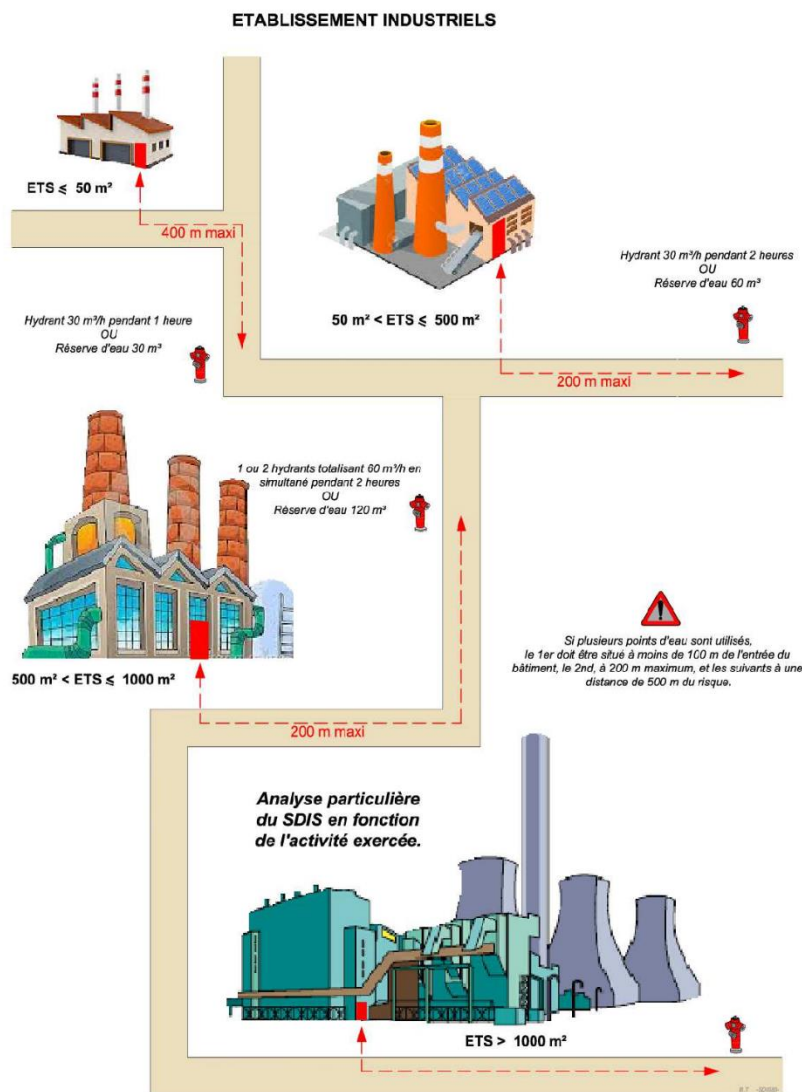 ETABLISSEMENT INDUSTRIELS
ETS ⩽ 50 m²
400 m maxi
50 m² < ETS ⩽ 500 m²
Hydrant 30 m³/h pendant 2 heures
OU
Réserve d'eau 60 m³
200 m maxi
Hydrant 30 m³/h pendant 1 heure
OU
Réserve d'eau 30 m³
1 ou 2 hydrants totalisant 60 m³/h en
simultané pendant 2 heures
OU
Réserve d'eau 120 m³
500 m² < ETS ⩽ 1000 m²
200 m maxi
Si plusieurs points d'eau sont utilisés,
le 1er doit être situé à moins de 100 m de l'entrée du
bâtiment, le 2nd, à 200 m maximum, et les suivants à une
distance de 500 m du risque.
Analyse particulière
du SDIS en fonction
de l'activité exercée.
ETS > 1000 m²